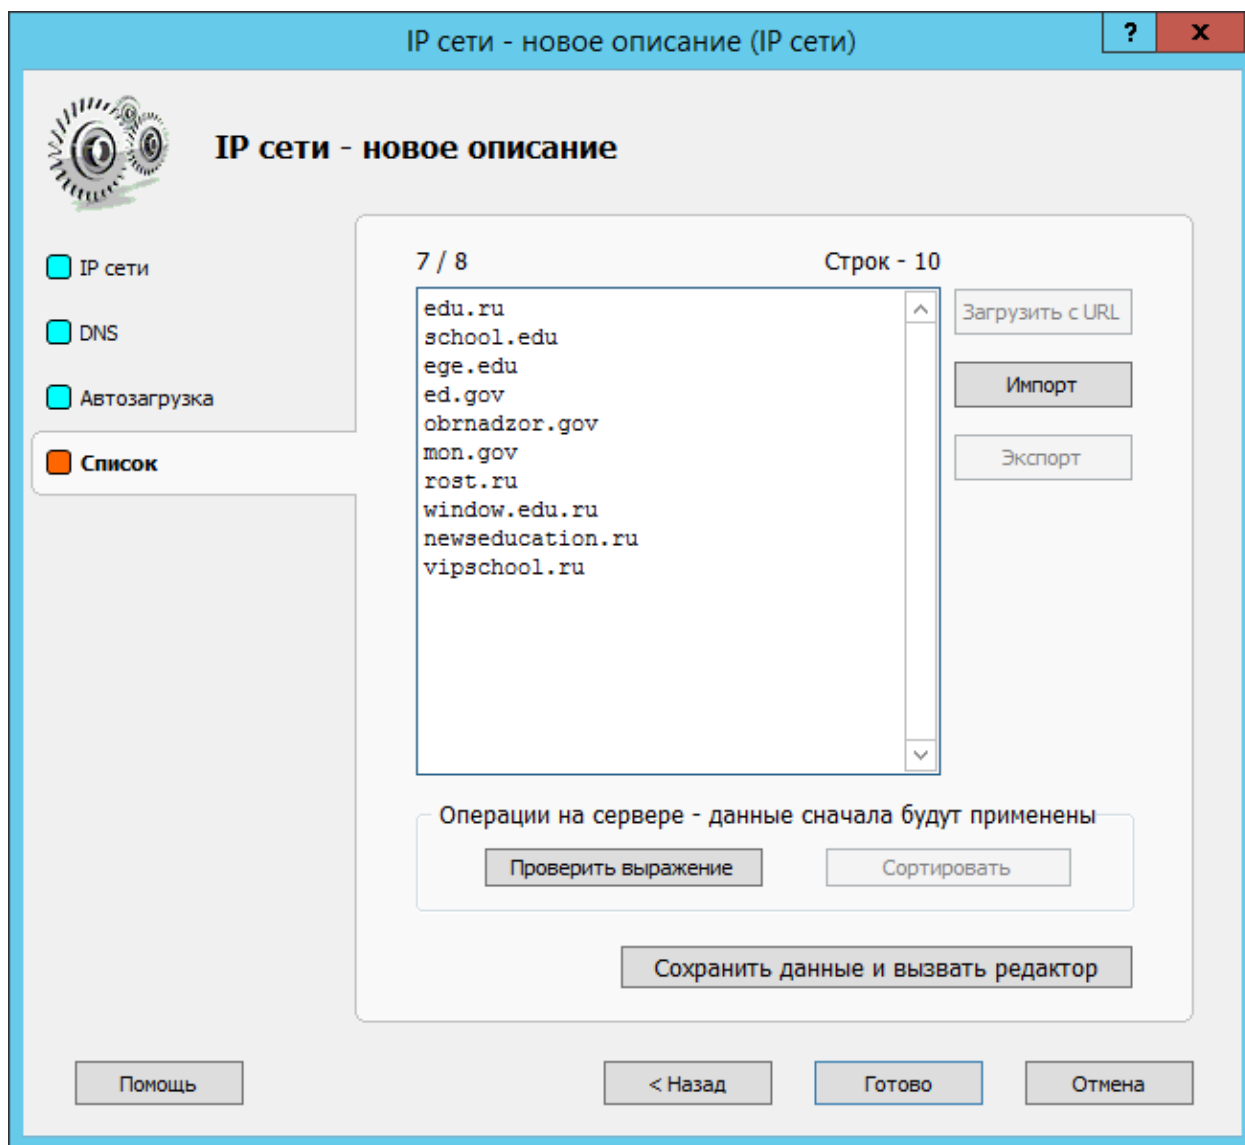 IP сети - новое описание (IP сети)
?
x
IP сети - новое описание
IP сети
DNS
Автозагрузка
Список
7 / 8
Строк - 10
edu.ru
school.edu
ege.edu
ed.gov
obrnadzor.gov
mon.gov
rost.ru
window.edu.ru
newseducation.ru
vipschool.ru
Загрузить с URL
Импорт
Экспорт
Операции на сервере - данные сначала будут применены
Проверить выражение
Сортировать
Сохранить данные и вызвать редактор
Помощь
< Назад
Готово
Отмена